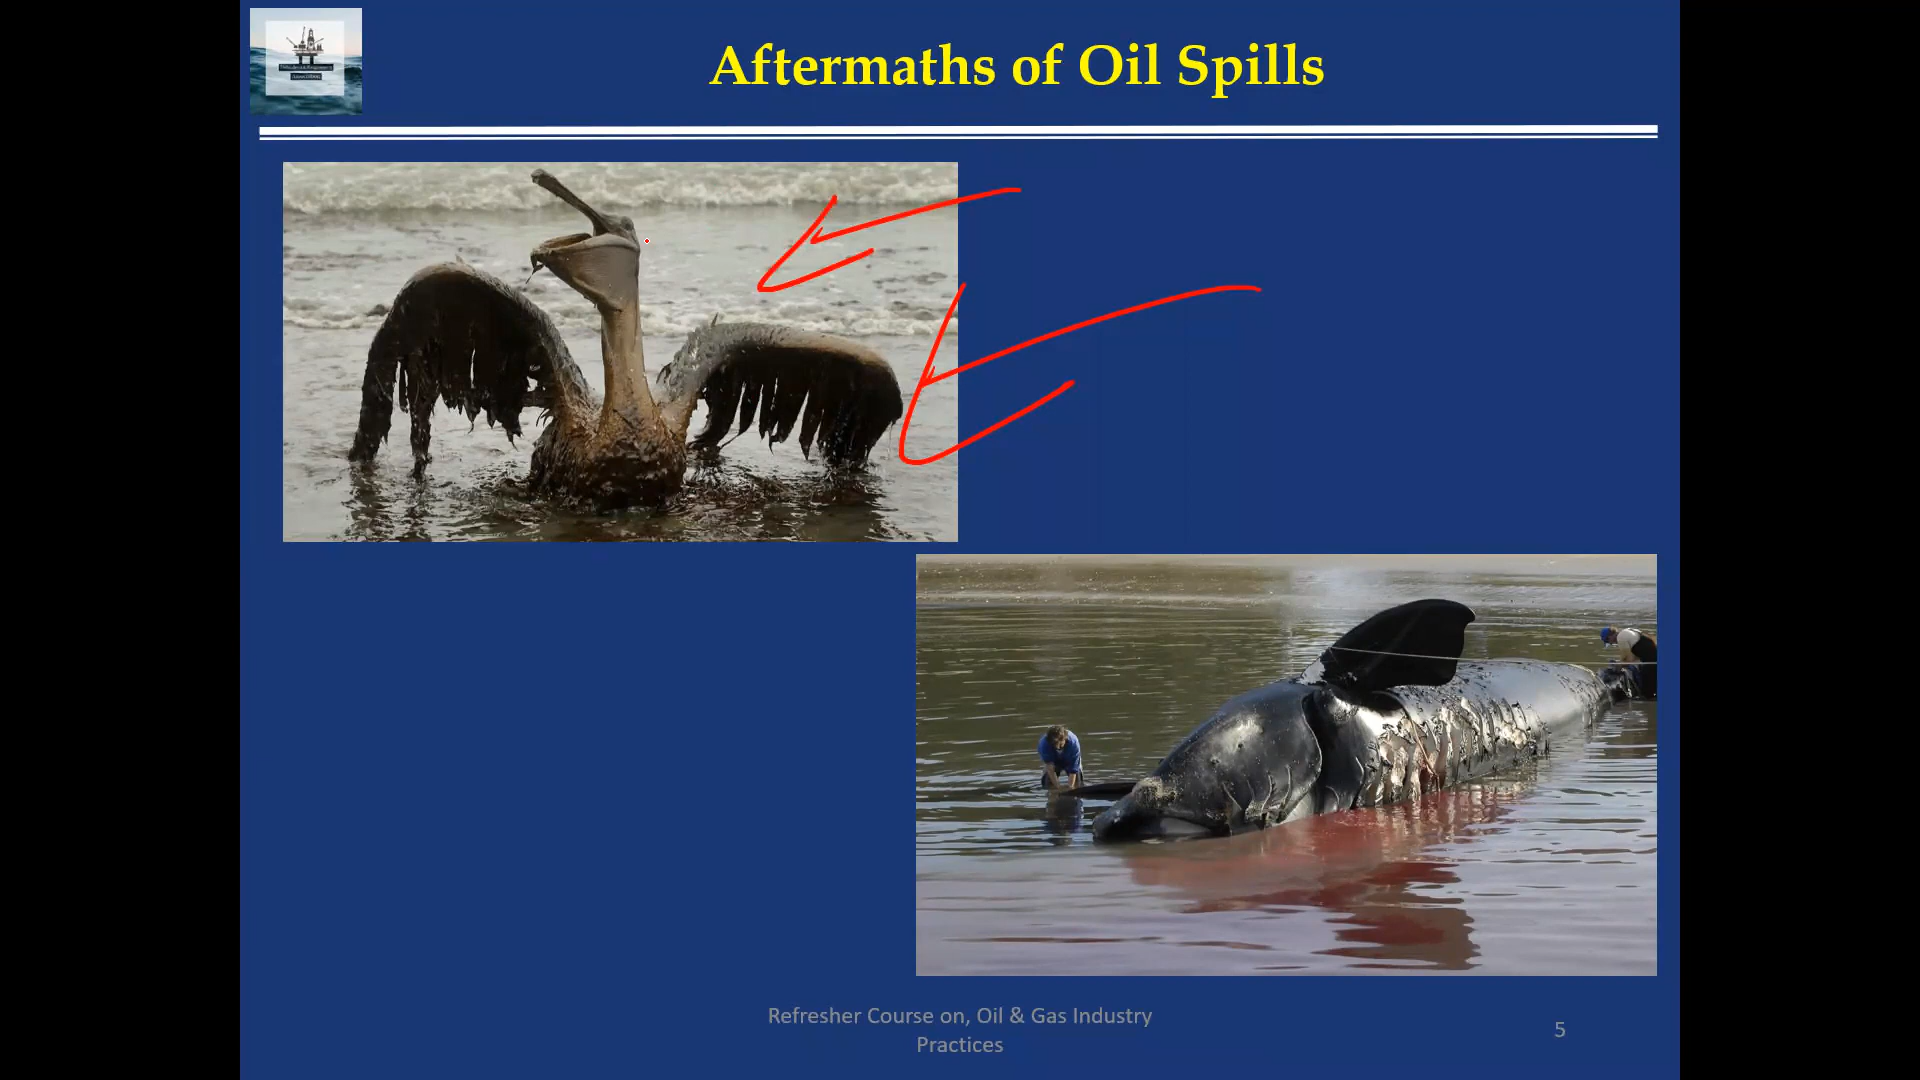 Aftermaths of Oil Spills
Refresher Course on, Oil & Gas Industry
Practices
5